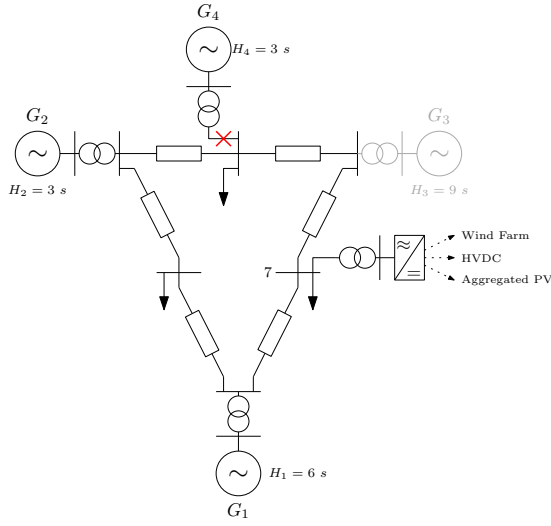 G4
H4 = 3 s
G2
G3
H2 = 3 s
H3 = 9 s
Wind Farm
7
HVDC
Aggregated PV
H1 = 6 s
G1